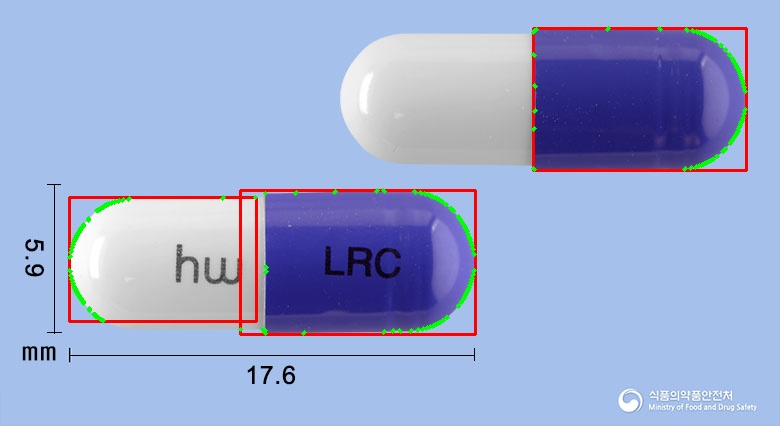 hw LRC
5.9
mm
17.6
식품의약품안전처
Ministry of Food and Drug Safety